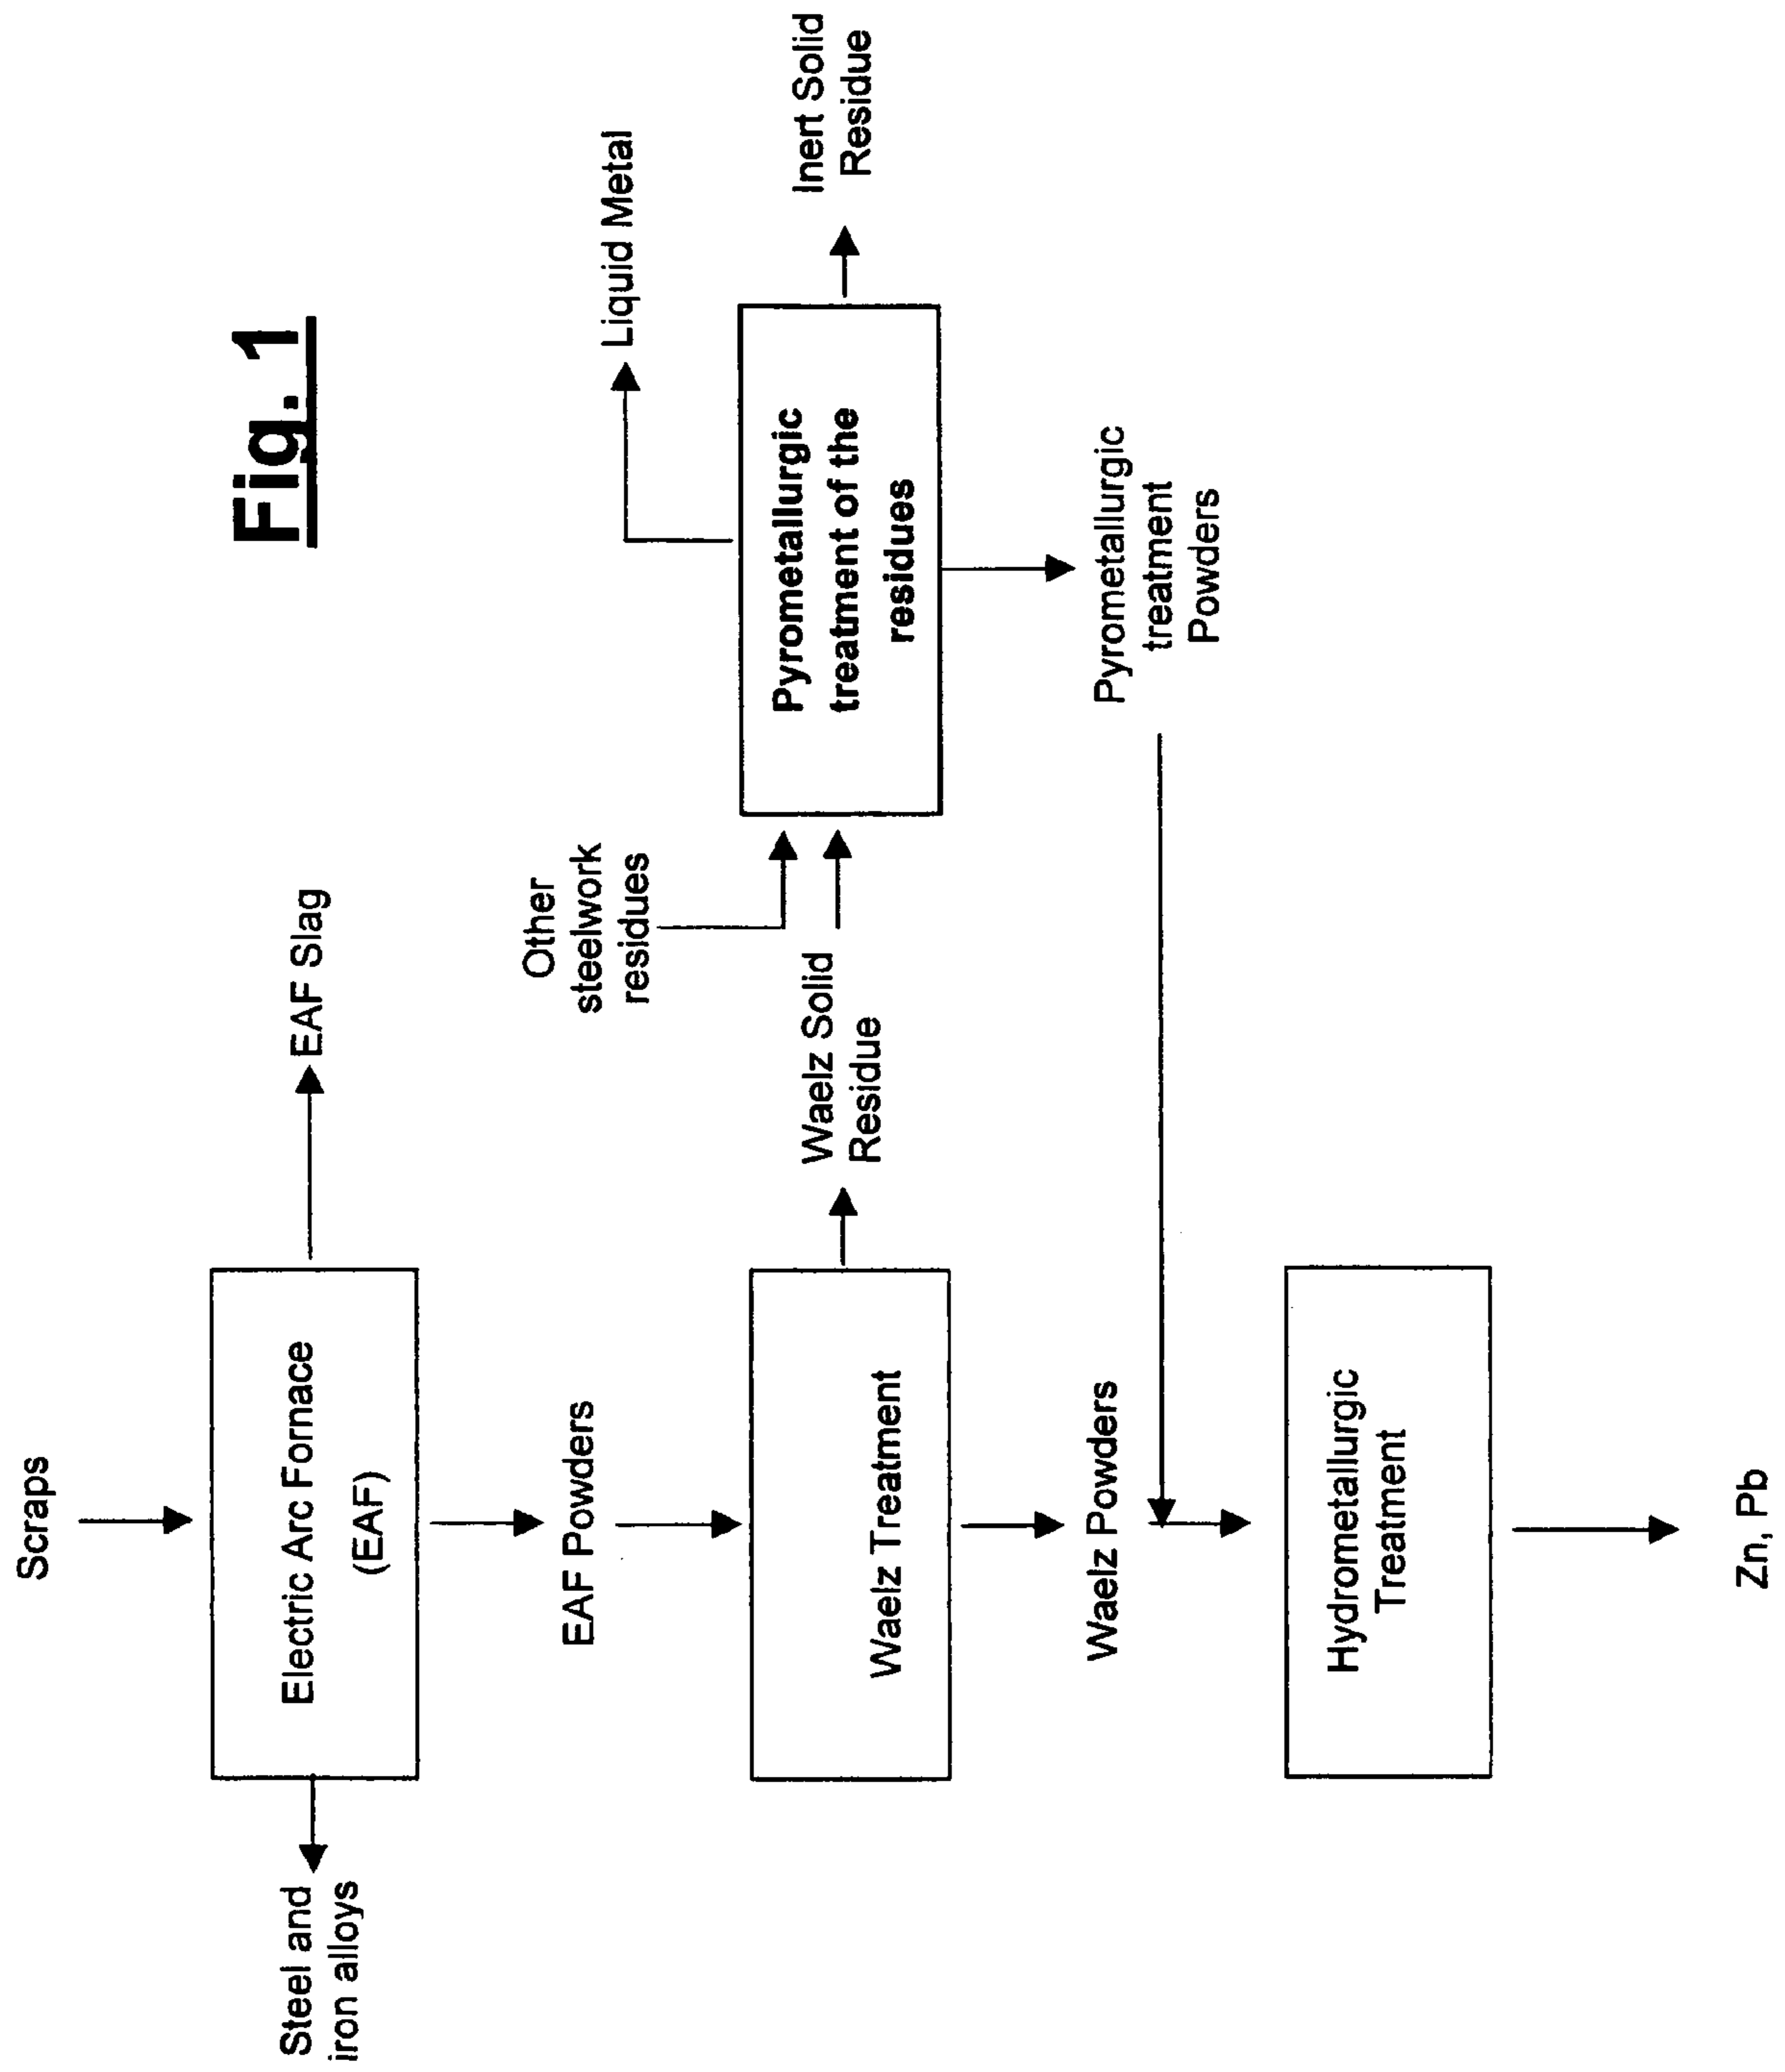 Fig. 1
Scraps
Steel and
iron alloys
Electric Arc Fornace
(EAF)
EAF Slag
EAF Powders
Waelz Treatment
Waelz Solid
Residue
Other
steelwork
residues
Pyrometallurgic
treatment of the
residues
Liquid Metal
Inert Solid
Residue
Pyrometallurgic
treatment
Powders
Waelz Powders
Hydrometallurgic
Treatment
Zn, Pb